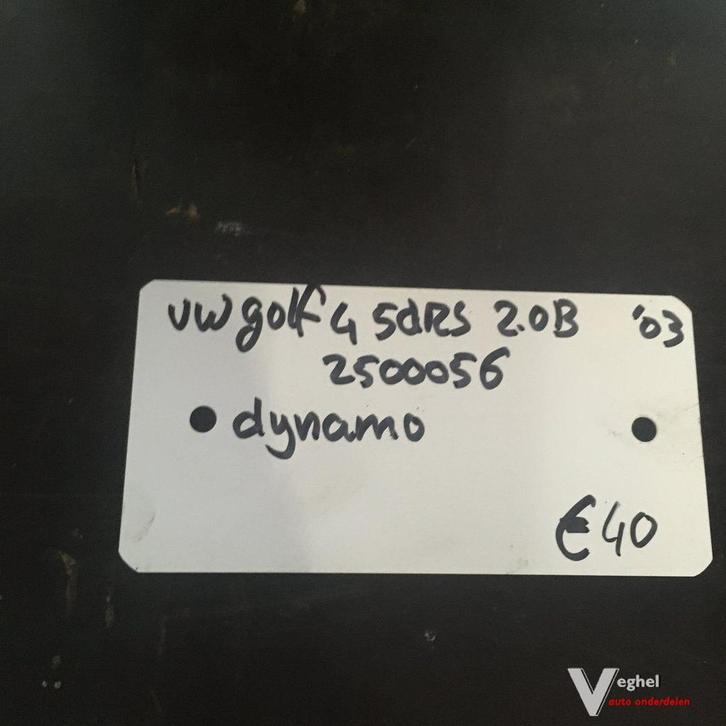 vw golf 4 5dRS 2.0B '03
2500056
dynamo
€40
Veghel
auto onderdelen